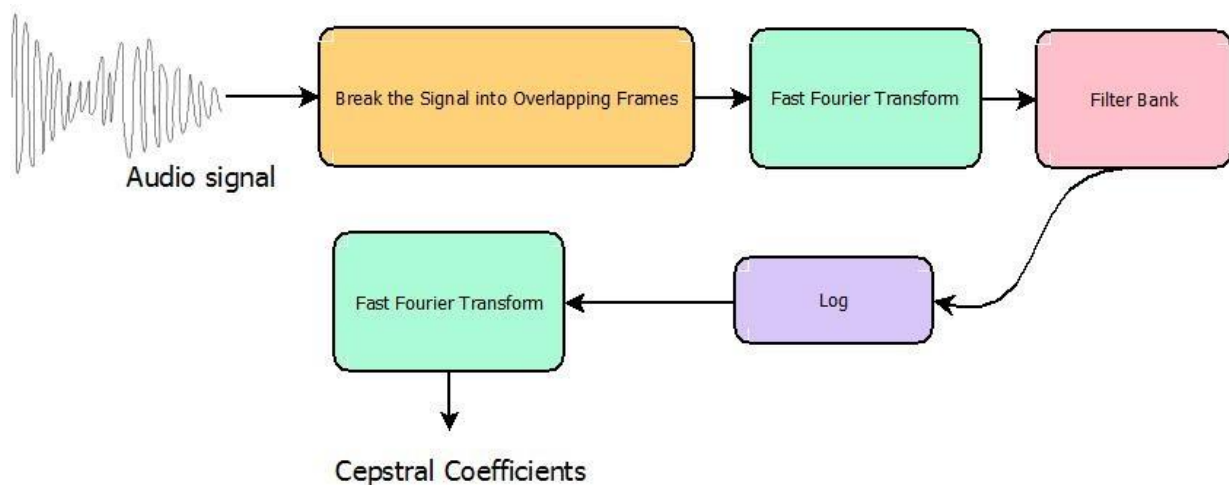 Break the Signal into Overlapping Frames
Fast Fourier Transform
Filter Bank
Audio signal
Fast Fourier Transform
Log
Cepstral Coefficients